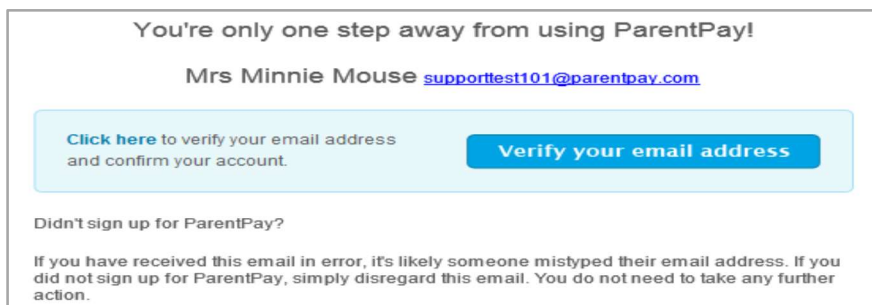 You're only one step away from using ParentPay!
Mrs Minnie Mouse supporttest101@parentpay.com
Click here to verify your email address
and confirm your account.
Verify your email address
Didn't sign up for ParentPay?
If you have received this email in error, it's likely someone mistyped their email address. If you
did not sign up for ParentPay, simply disregard this email. You do not need to take any further
action.